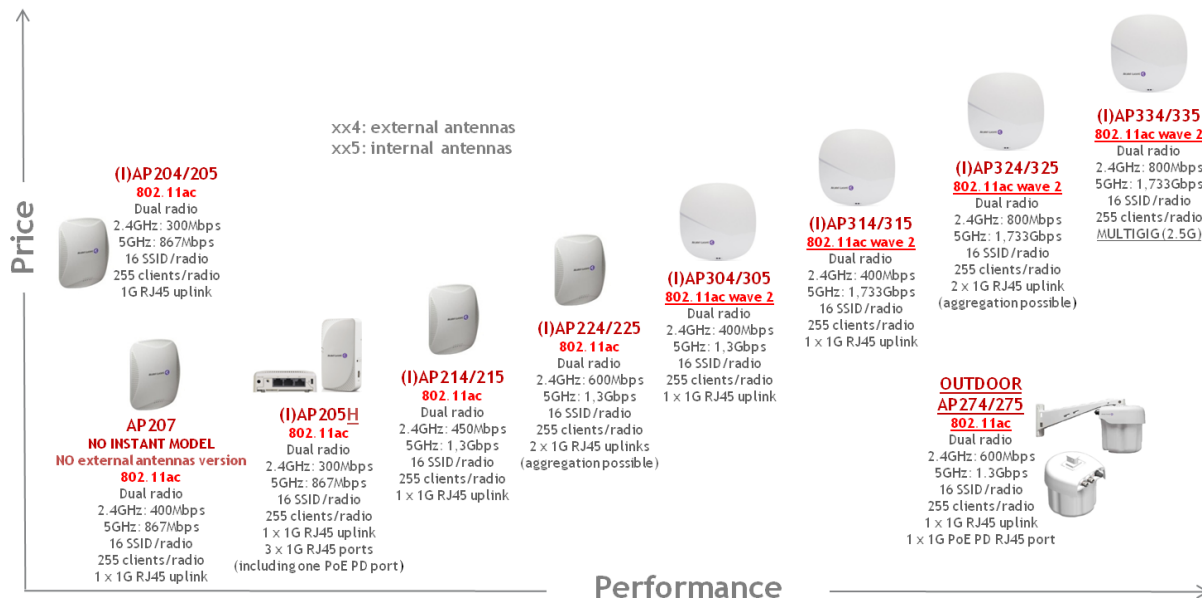 Price
xx4: external antennas
xx5: internal antennas
(I)AP204/205
802.11ac
Dual radio
2.4GHz: 300Mbps
5GHz: 867Mbps
16 SSID/radio
255 clients/radio
1G RJ45 uplink
AP207
NO INSTANT MODEL
NO external antennas version
802.11ac
Dual radio
2.4GHz: 400Mbps
5GHz: 867Mbps
16 SSID/radio
255 clients/radio
1 x 1G RJ45 uplink
(I)AP205H
802.11ac
Dual radio
2.4GHz: 300Mbps
5GHz: 867Mbps
16 SSID/radio
255 clients/radio
1 x 1G RJ45 uplink
3 x 1G RJ45 ports
(including one PoE PD port)
(I)AP214/215
802.11ac
Dual radio
2.4GHz: 450Mbps
5GHz: 1,3Gbps
16 SSID/radio
255 clients/radio
1 x 1G RJ45 uplink
(I)AP224/225
802.11ac
Dual radio
2.4GHz: 600Mbps
5GHz: 1,3Gbps
16 SSID/radio
255 clients/radio
2 x 1G RJ45 uplinks
(aggregation possible)
(I)AP304/305
802.11ac wave 2
Dual radio
2.4GHz: 400Mbps
5GHz: 1,3Gbps
16 SSID/radio
255 clients/radio
1 x 1G RJ45 uplink
(I)AP314/315
802.11ac wave 2
Dual radio
2.4GHz: 400Mbps
5GHz: 1,733Gbps
16 SSID/radio
255 clients/radio
1 x 1G RJ45 uplink
(I)AP324/325
802.11ac wave 2
Dual radio
2.4GHz: 800Mbps
5GHz: 1,733Gbps
16 SSID/radio
255 clients/radio
2 x 1G RJ45 uplink
(aggregation possible)
(I)AP334/335
802.11ac wave 2
Dual radio
2.4GHz: 800Mbps
5GHz: 1,733Gbps
16 SSID/radio
255 clients/radio
MULTIGIG (2.5G)
OUTDOOR
AP274/275
802.11ac
Dual radio
2.4GHz: 600Mbps
5GHz: 1.3Gbps
16 SSID/radio
255 clients/radio
1 x 1G RJ45 uplink
1 x 1G PoE PD RJ45 port
Performance